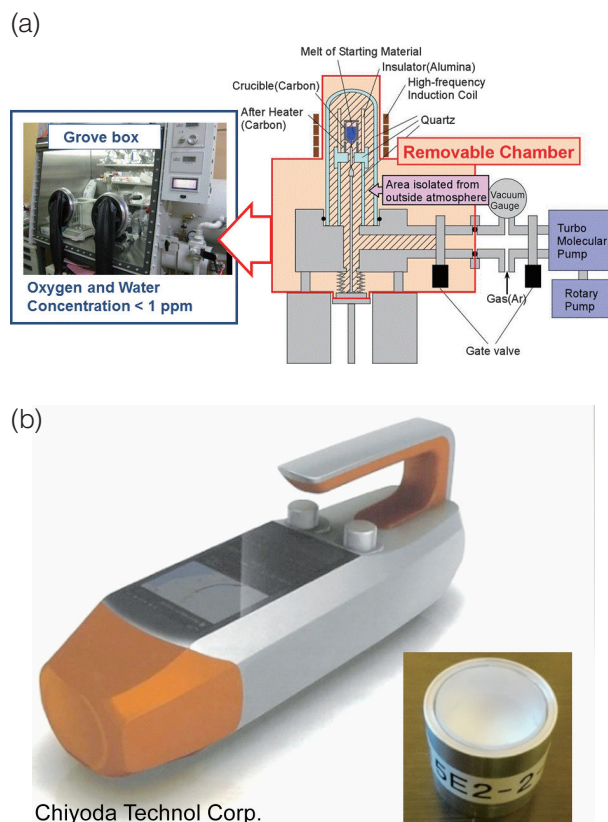 (a)
Melt of Starting Material
Insulator(Alumina)
Crucible(Carbon)
High-frequency
Induction Coil
After Heater
(Carbon)
Quartz
Grove box
Removable Chamber
Area isolated from
outside atmosphere
Vacuum
Gauge
Turbo
Molecular
Pump
Oxygen and Water
Concentration < 1 ppm
Gas(Ar)
Rotary
Pump
Gate valve
(b)
5E2-2-
Chiyoda Technol Corp.